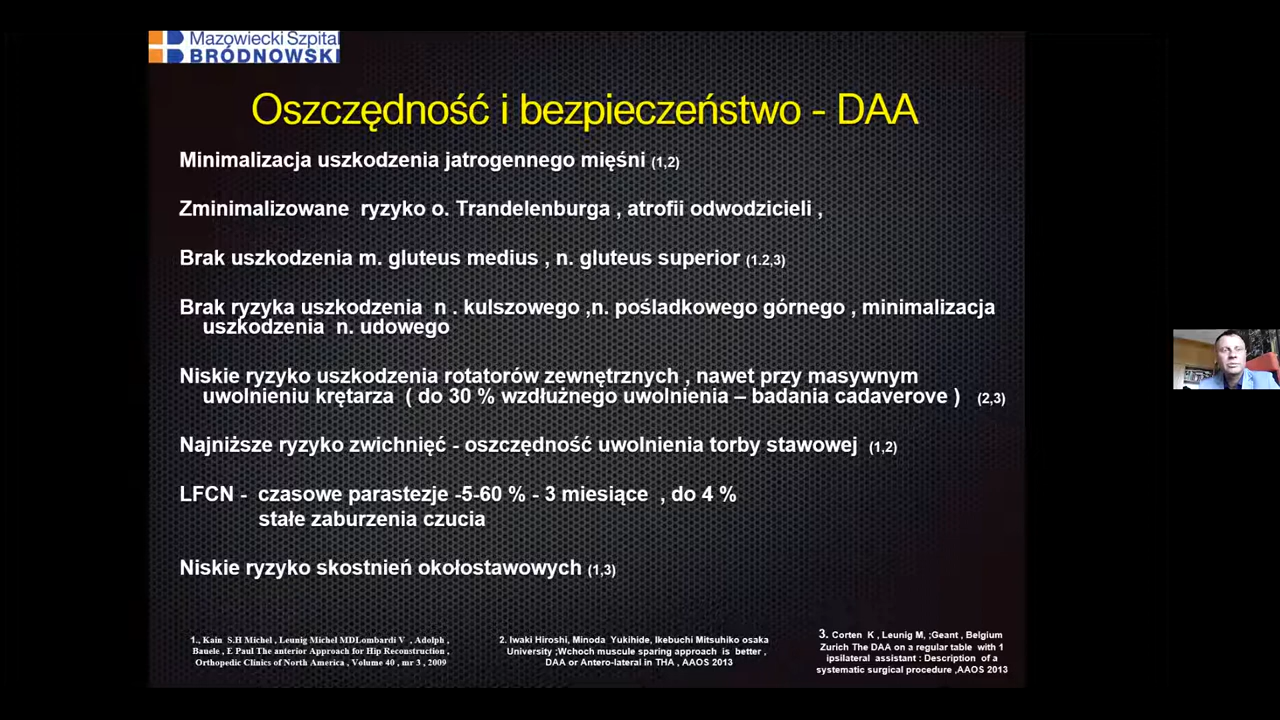 Mazowiecki Szpital
BRÓDNOWSKI
Oszczędność i bezpieczeństwo - DAA
Minimalizacja uszkodzenia jatrogennego mięśni (1,2)
Zminimalizowane ryzyko o. Trandelenburga , atrofii odwodzicieli ,
Brak uszkodzenia m. gluteus medius , n. gluteus superior (1.2,3)
Brak ryzyka uszkodzenia n . kulszowego ,n. pośladkowego górnego , minimalizacja
uszkodzenia n. udowego
Niskie ryzyko uszkodzenia rotatorów zewnętrznych , nawet przy masywnym
uwolnieniu krętarza ( do 30 % wzdłużnego uwolnienia – badania cadaverove ) (2,3)
Najniższe ryzyko zwichnięć - oszczędność uwolnienia torby stawowej (1,2)
LFCN - czasowe parastezje -5-60 % - 3 miesiące , do 4 %
stałe zaburzenia czucia
Niskie ryzyko skostnień okołostawowych (1,3)
1., Kain S.H Michel , Leunig Michel MDLombardi V , Adolph ,
Bauele , E Paul The anterior Approach for Hip Reconstruction ,
Orthopedic Clinics of North America , Volume 40 , mr 3 , 2009
2. Iwaki Hiroshi, Minoda Yukihide, Ikebuchi Mitsuhiko osaka
University ;Wchoch muscule sparing approach is better ,
DAA or Antero-lateral in THA , AAOS 2013
3. Corten K , Leunig M, ;Geant , Belgium
Zurich The DAA on a regular table with 1
ipsilateral assistant : Description of a
systematic surgical procedure ,AAOS 2013